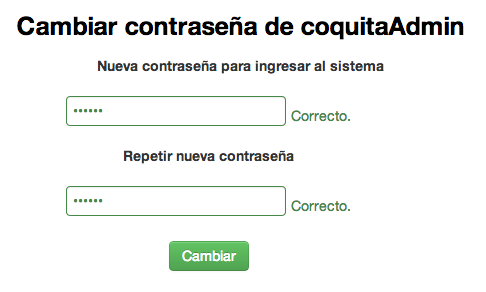 Cambiar contraseña de coquitaAdmin
Nueva contraseña para ingresar al sistema
•••••• Correcto.
Repetir nueva contraseña
•••••• Correcto.
Cambiar